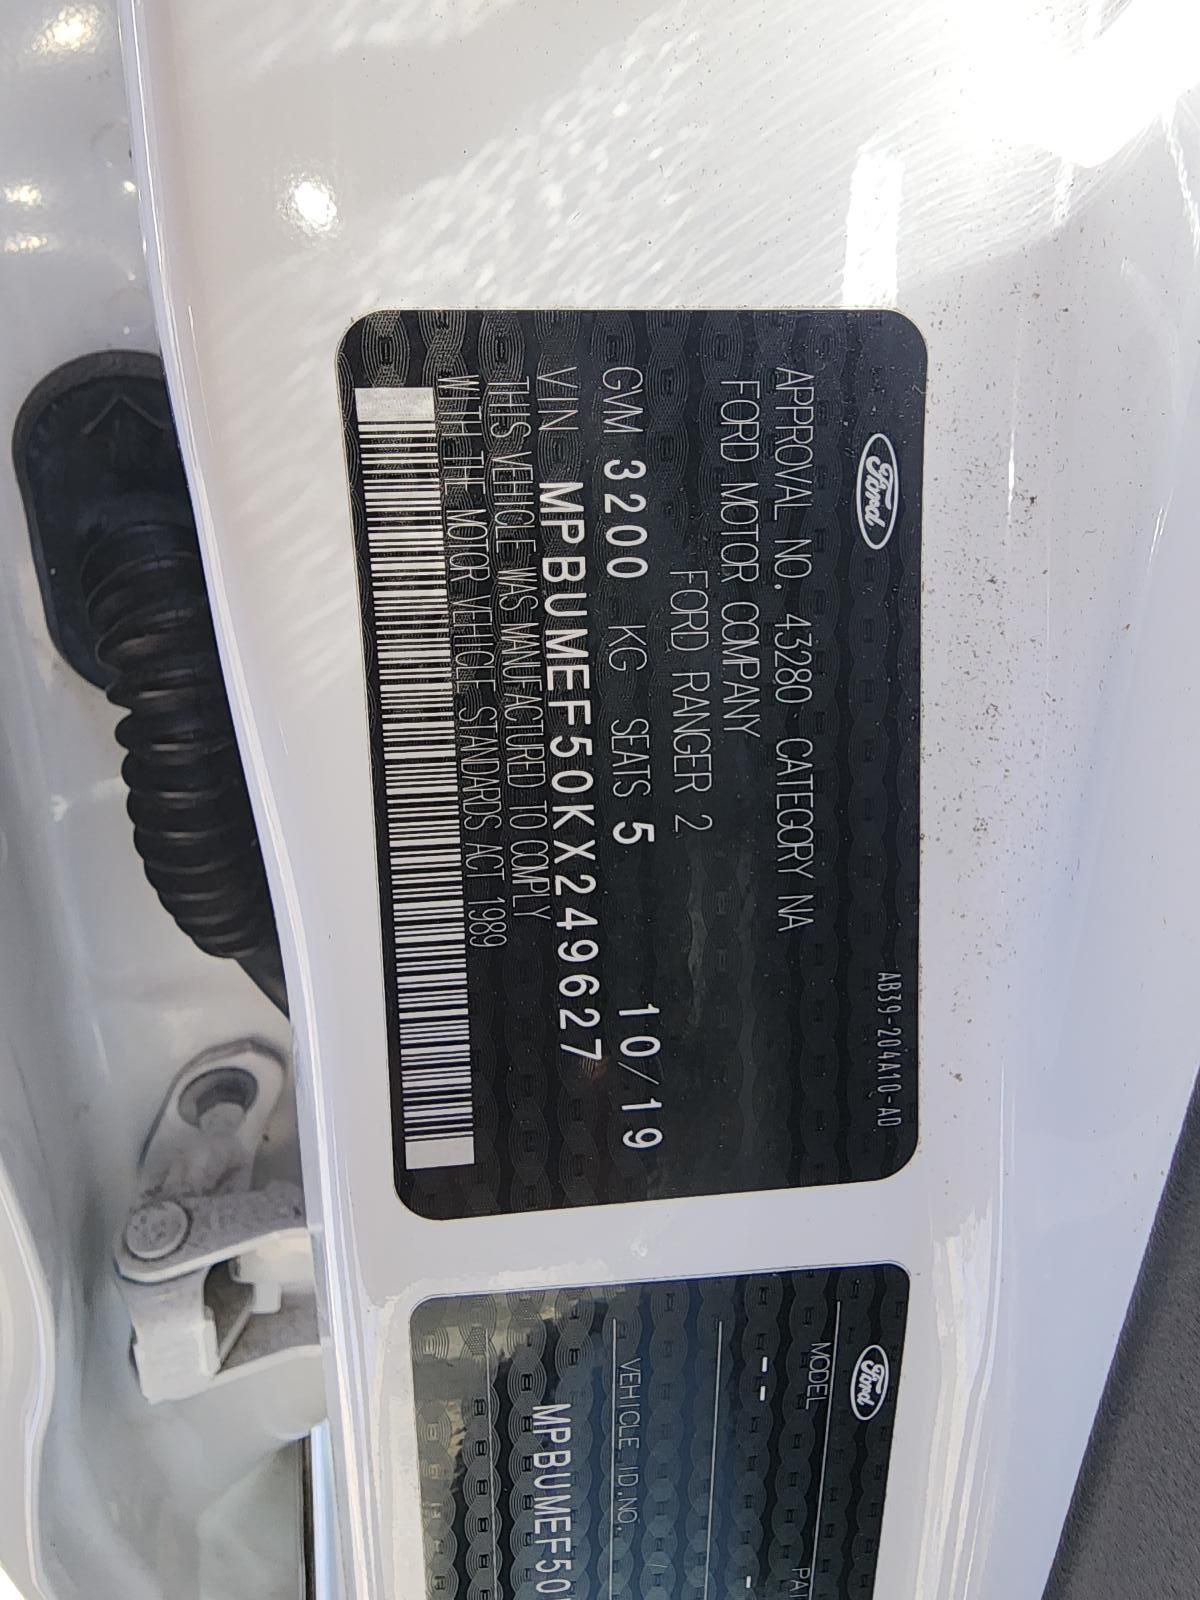 Ford
AB39-204A10-AD
APPROVAL NO. 43280 CATEGORY NA
FORD MOTOR COMPANY
FORD RANGER 2
GVM 3200 KG SEATS 5 10/19
VIN MPBUMEF50KX249627
THIS VEHICLE WAS MANUFACTURED TO COMPLY
WITH THE MOTOR VEHICLE STANDARDS ACT 1989
Ford
MODEL
--
VEHICLE ID.NO.
MPBUMEF50